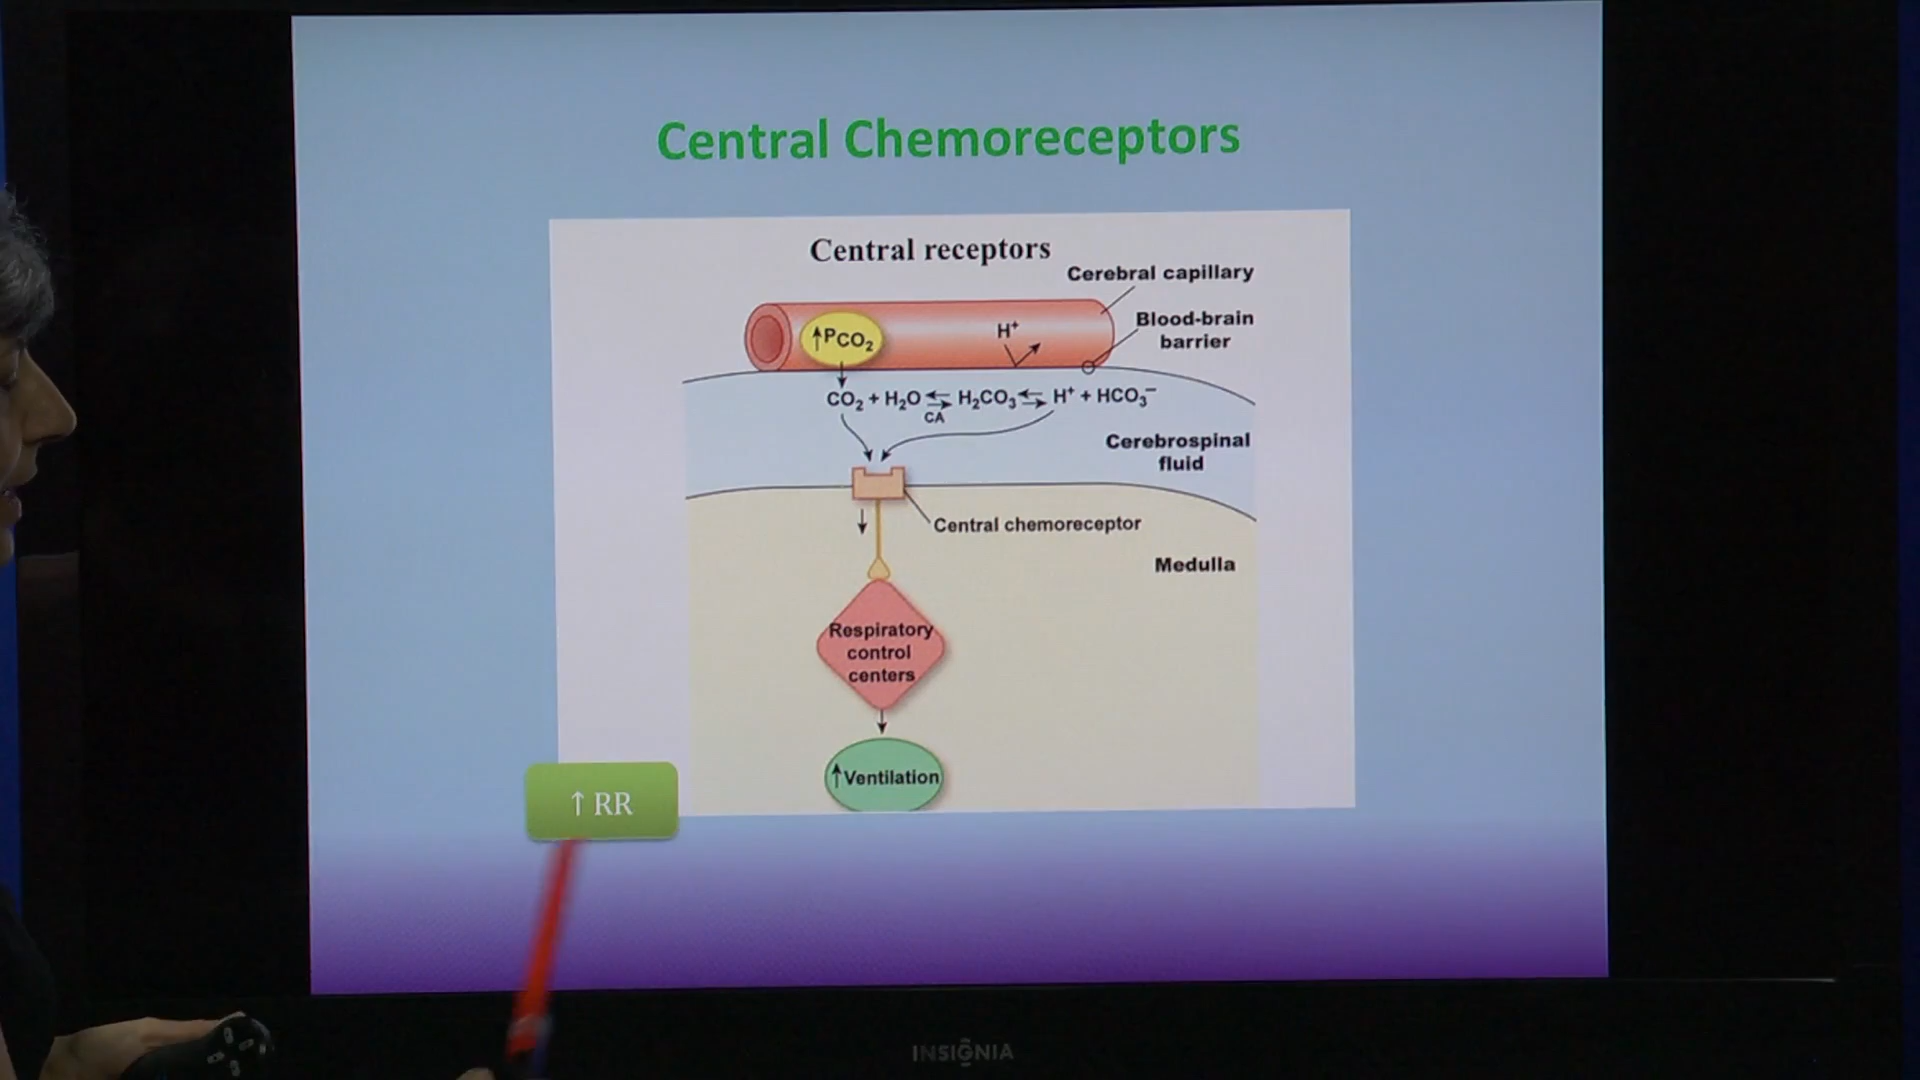 Central Chemoreceptors
Central receptors
Cerebral capillary
Blood-brain
barrier
↑PCO₂
H⁺
CO₂ + H₂O ⇌ H₂CO₃ ⇌ H⁺ + HCO₃⁻
CA
Cerebrospinal
fluid
Central chemoreceptor
Medulla
Respiratory
control
centers
↑Ventilation
↑ RR
INSIGNIA